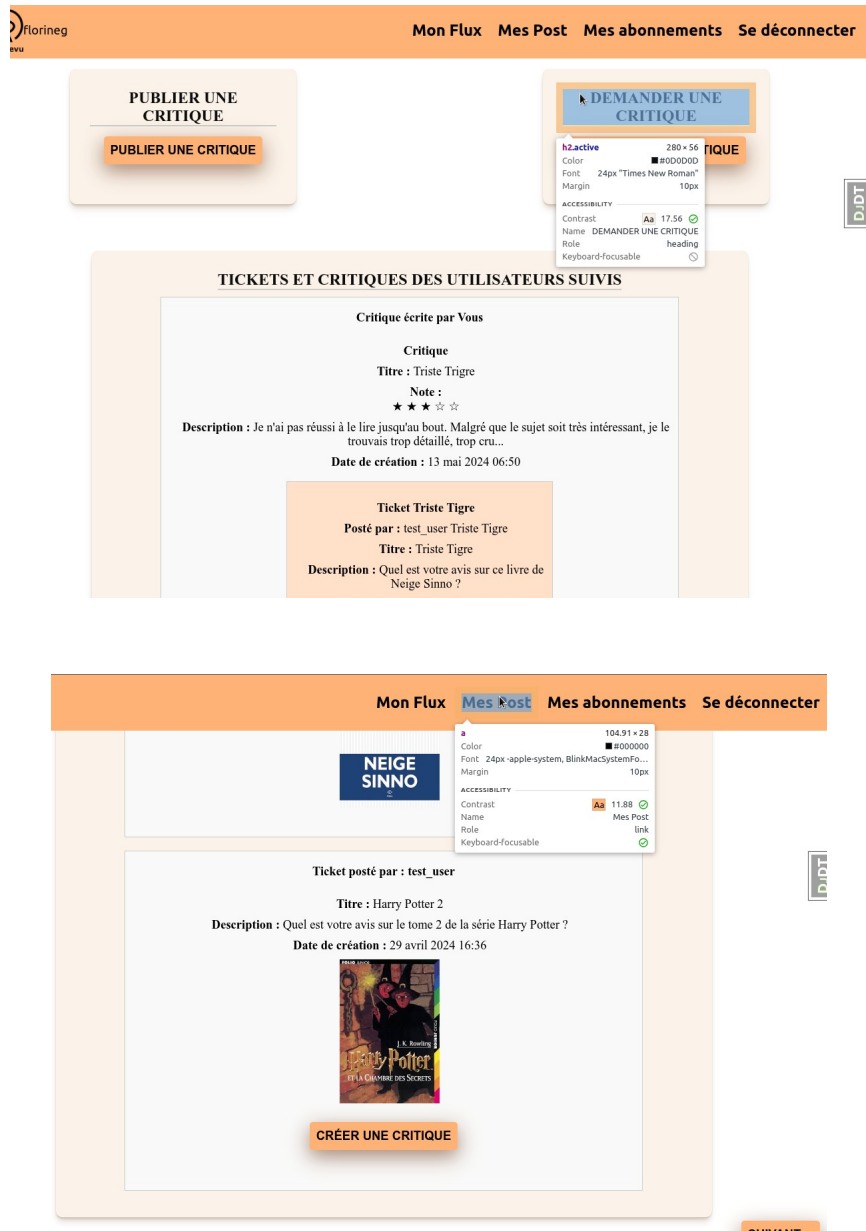 florineg
evu
Mon Flux Mes Post Mes abonnements Se déconnecter
PUBLIER UNE
CRITIQUE
PUBLIER UNE CRITIQUE
DEMANDER UNE
CRITIQUE
TIQUE
h2.active 280 × 56
Color #0D0D0D
Font 24px "Times New Roman"
Margin 10px
ACCESSIBILITY
Contrast Aa 17.56
Name DEMANDER UNE CRITIQUE
Role heading
Keyboard-focusable
DJDT
TICKETS ET CRITIQUES DES UTILISATEURS SUIVIS
Critique écrite par Vous
Critique
Titre : Triste Trigre
Note :
★ ★ ★ ☆ ☆
Description : Je n'ai pas réussi à le lire jusqu'au bout. Malgré que le sujet soit très intéressant, je le
trouvais trop détaillé, trop cru...
Date de création : 13 mai 2024 06:50
Ticket Triste Tigre
Posté par : test_user Triste Tigre
Titre : Triste Tigre
Description : Quel est votre avis sur ce livre de
Neige Sinno ?
Mon Flux Mes Post Mes abonnements Se déconnecter
a 104.91 × 28
Color #000000
Font 24px -apple-system, BlinkMacSystemFo...
Margin 10px
ACCESSIBILITY
Contrast Aa 11.88
Name Mes Post
Role link
Keyboard-focusable
NEIGE
SINNO
DJDT
Ticket posté par : test_user
Titre : Harry Potter 2
Description : Quel est votre avis sur le tome 2 de la série Harry Potter ?
Date de création : 29 avril 2024 16:36
FOLIO JUNIOR
J. K. Rowling
Harry Potter
ET LA CHAMBRE DES SECRETS
CRÉER UNE CRITIQUE